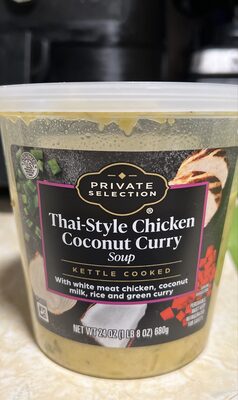 PRIVATE
SELECTION
®
Thai-Style Chicken
Coconut Curry
Soup
KETTLE COOKED
With white meat chicken, coconut
milk, rice and green curry
NET WT 24 OZ (1 LB 8 OZ) 680g